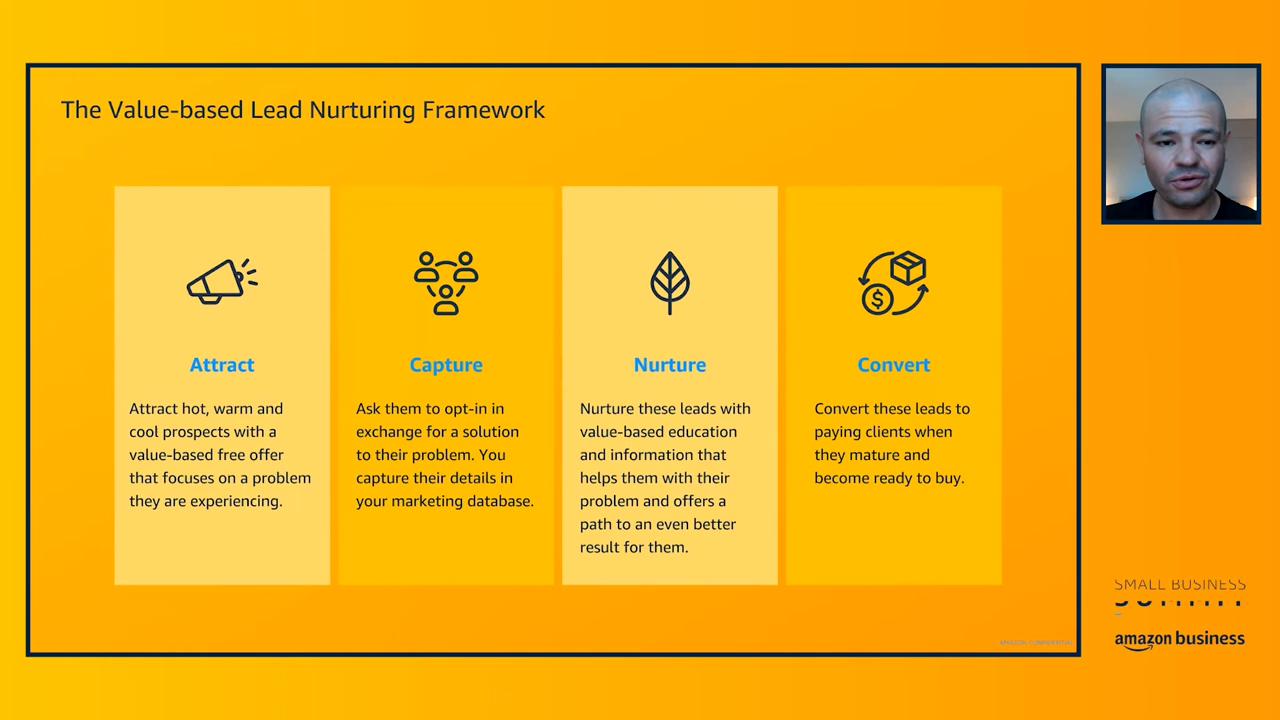 The Value-based Lead Nurturing Framework
$
Attract
Attract hot, warm and
cool prospects with a
value-based free offer
that focuses on a problem
they are experiencing.
Capture
Ask them to opt-in in
exchange for a solution
to their problem. You
capture their details in
your marketing database.
Nurture
Nurture these leads with
value-based education
and information that
helps them with their
problem and offers a
path to an even better
result for them.
Convert
Convert these leads to
paying clients when
they mature and
become ready to buy.
AMAZON CONFIDENTIAL
SMALL BUSINESS
amazon business